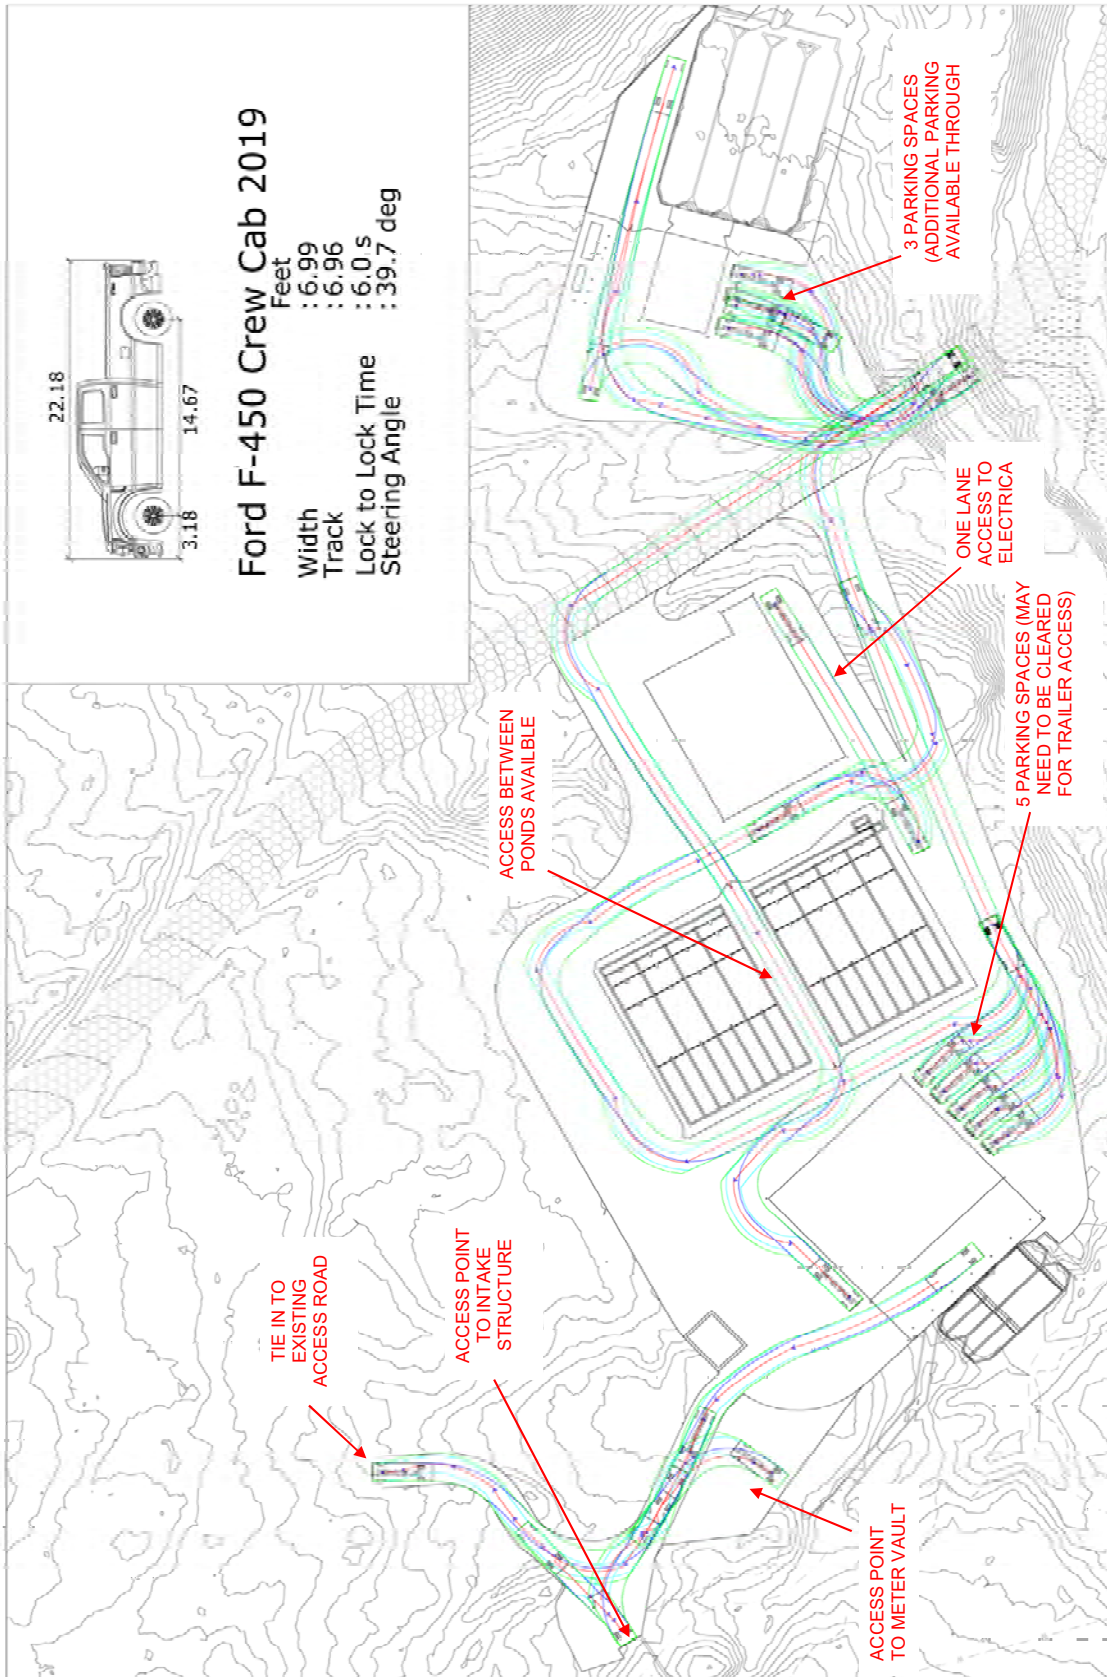 22.18
3.18
14.67
Ford F-450 Crew Cab 2019
Feet
Width : 6.99
Track : 6.96
Lock to Lock Time : 6.0 s
Steering Angle : 39.7 deg
TIE IN TO
EXISTING
ACCESS ROAD
ACCESS POINT
TO INTAKE
STRUCTURE
ACCESS BETWEEN
PONDS AVAILBLE
3 PARKING SPACES
(ADDITIONAL PARKING
AVAILABLE THROUGH
ACCESS POINT
TO METER VAULT
5 PARKING SPACES (MAY
NEED TO BE CLEARED
FOR TRAILER ACCESS)
ONE LANE
ACCESS TO
ELECTRICA